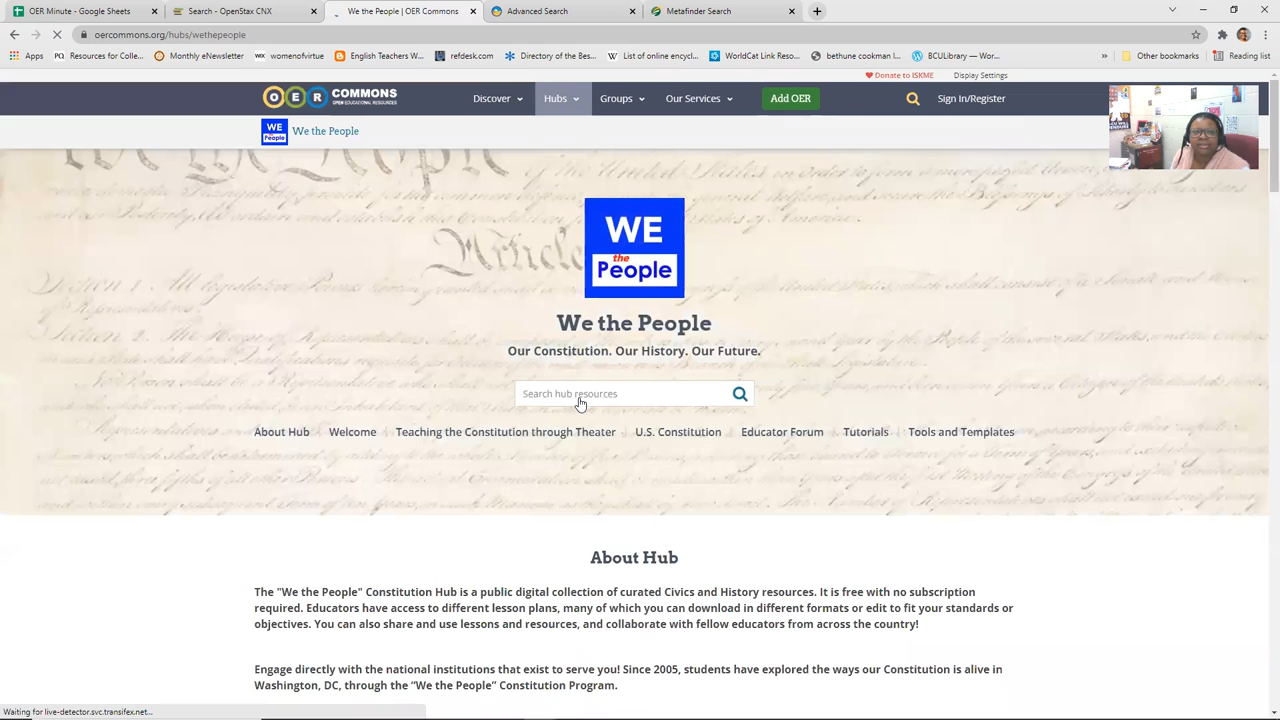 OER Minute - Google Sheets
Search - OpenStax CNX
We the People | OER Commons
Advanced Search
Metafinder Search
oercommons.org/hubs/wethepeople
Apps
Resources for Colle...
Monthly eNewsletter
womenofvirtue
English Teachers W...
refdesk.com
Directory of the Bes...
List of online encycl...
WorldCat Link Reso...
bethune cookman l...
BCULibrary — Wor...
Other bookmarks
Reading list
Donate to ISKME
Display Settings
OER COMMONS
OPEN EDUCATIONAL RESOURCES
Discover
Hubs
Groups
Our Services
Add OER
Sign In/Register
WE the People
We the People
WE
the
People
We the People
Our Constitution. Our History. Our Future.
Search hub resources
About Hub
Welcome
Teaching the Constitution through Theater
U.S. Constitution
Educator Forum
Tutorials
Tools and Templates
About Hub
The "We the People" Constitution Hub is a public digital collection of curated Civics and History resources. It is free with no subscription
required. Educators have access to different lesson plans, many of which you can download in different formats or edit to fit your standards or
objectives. You can also share and use lessons and resources, and collaborate with fellow educators from across the country!
Engage directly with the national institutions that exist to serve you! Since 2005, students have explored the ways our Constitution is alive in
Washington, DC, through the “We the People” Constitution Program.
Waiting for live-detector.svc.transifex.net...